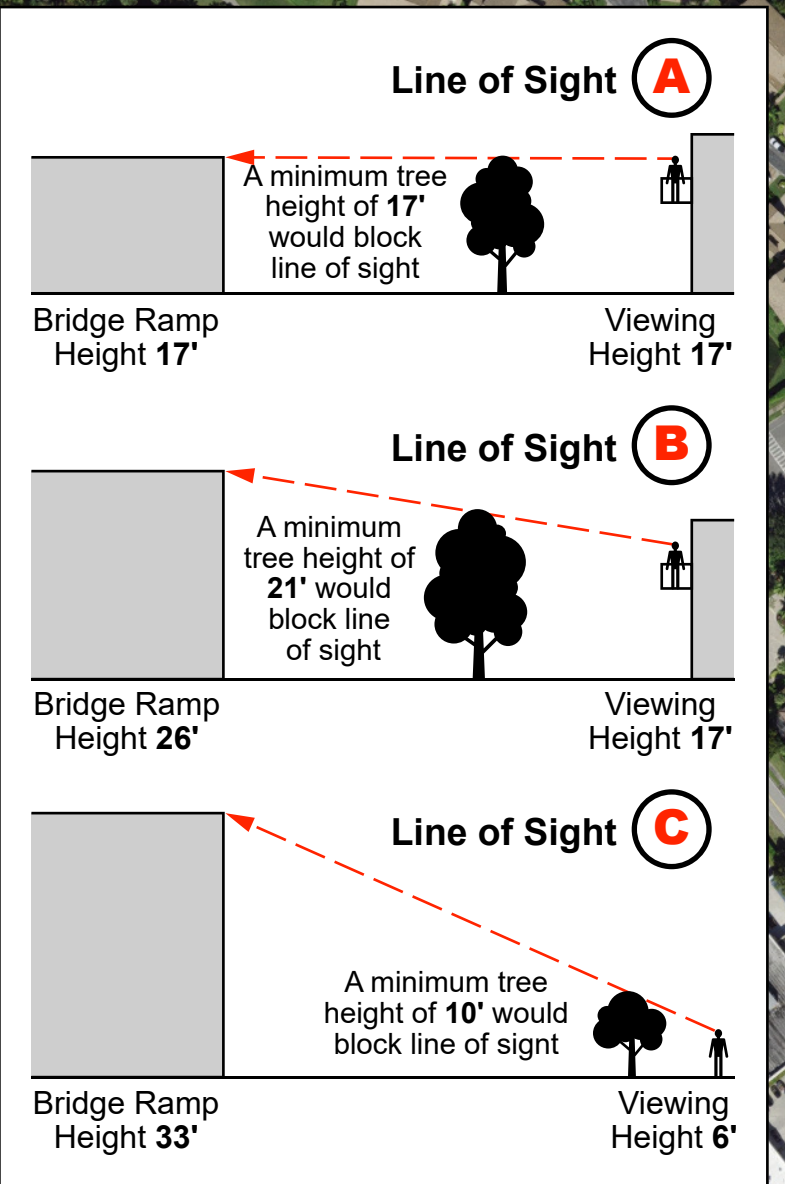 Line of Sight A
A minimum tree
height of 17'
would block
line of sight
Bridge Ramp
Height 17'
Viewing
Height 17'
Line of Sight B
A minimum
tree height of
21' would
block line
of sight
Bridge Ramp
Height 26'
Viewing
Height 17'
Line of Sight C
A minimum tree
height of 10' would
block line of signt
Bridge Ramp
Height 33'
Viewing
Height 6'